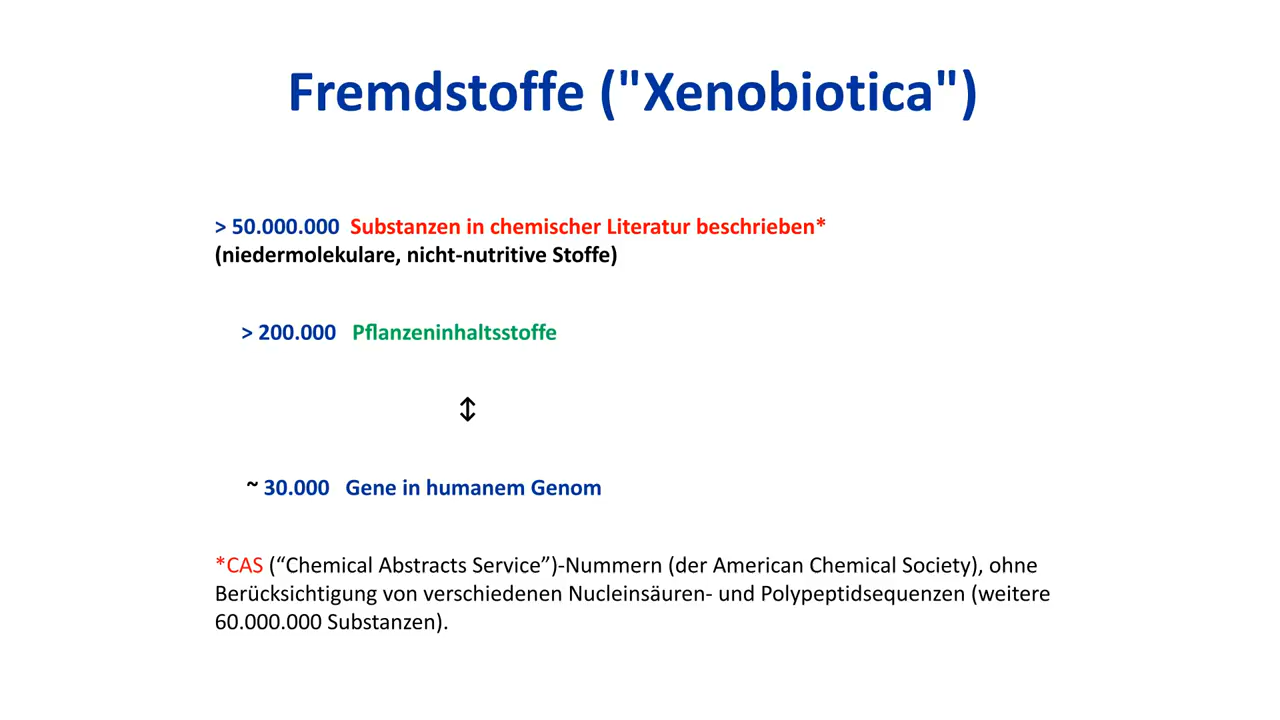 Fremdstoffe ("Xenobiotica")
> 50.000.000 Substanzen in chemischer Literatur beschrieben*
(niedermolekulare, nicht-nutritive Stoffe)
> 200.000 Pflanzeninhaltsstoffe
↕
~ 30.000 Gene in humanem Genom
*CAS (“Chemical Abstracts Service”)-Nummern (der American Chemical Society), ohne
Berücksichtigung von verschiedenen Nucleinsäuren- und Polypeptidsequenzen (weitere
60.000.000 Substanzen).